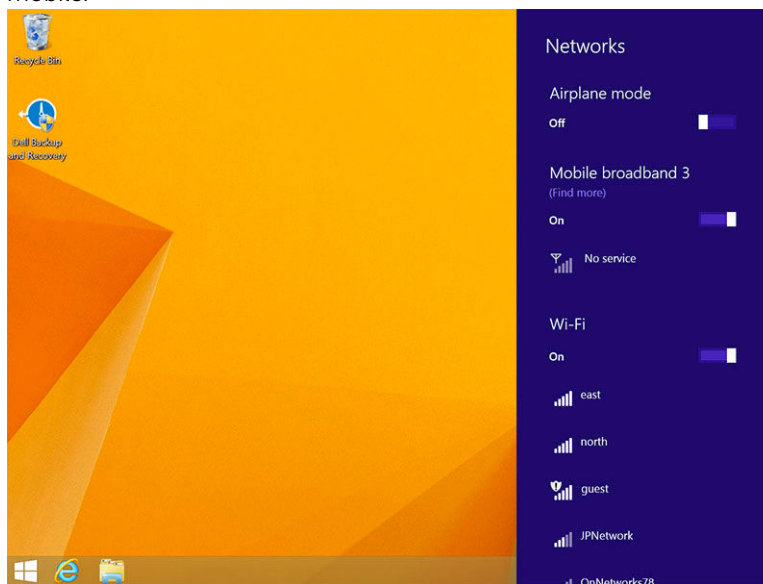 Recycle Bin
Dell Backup
and Recovery
Networks
Airplane mode
Off
Mobile broadband 3
(Find more)
On
No service
Wi-Fi
On
east
north
guest
JPNetwork
OnNetworks78